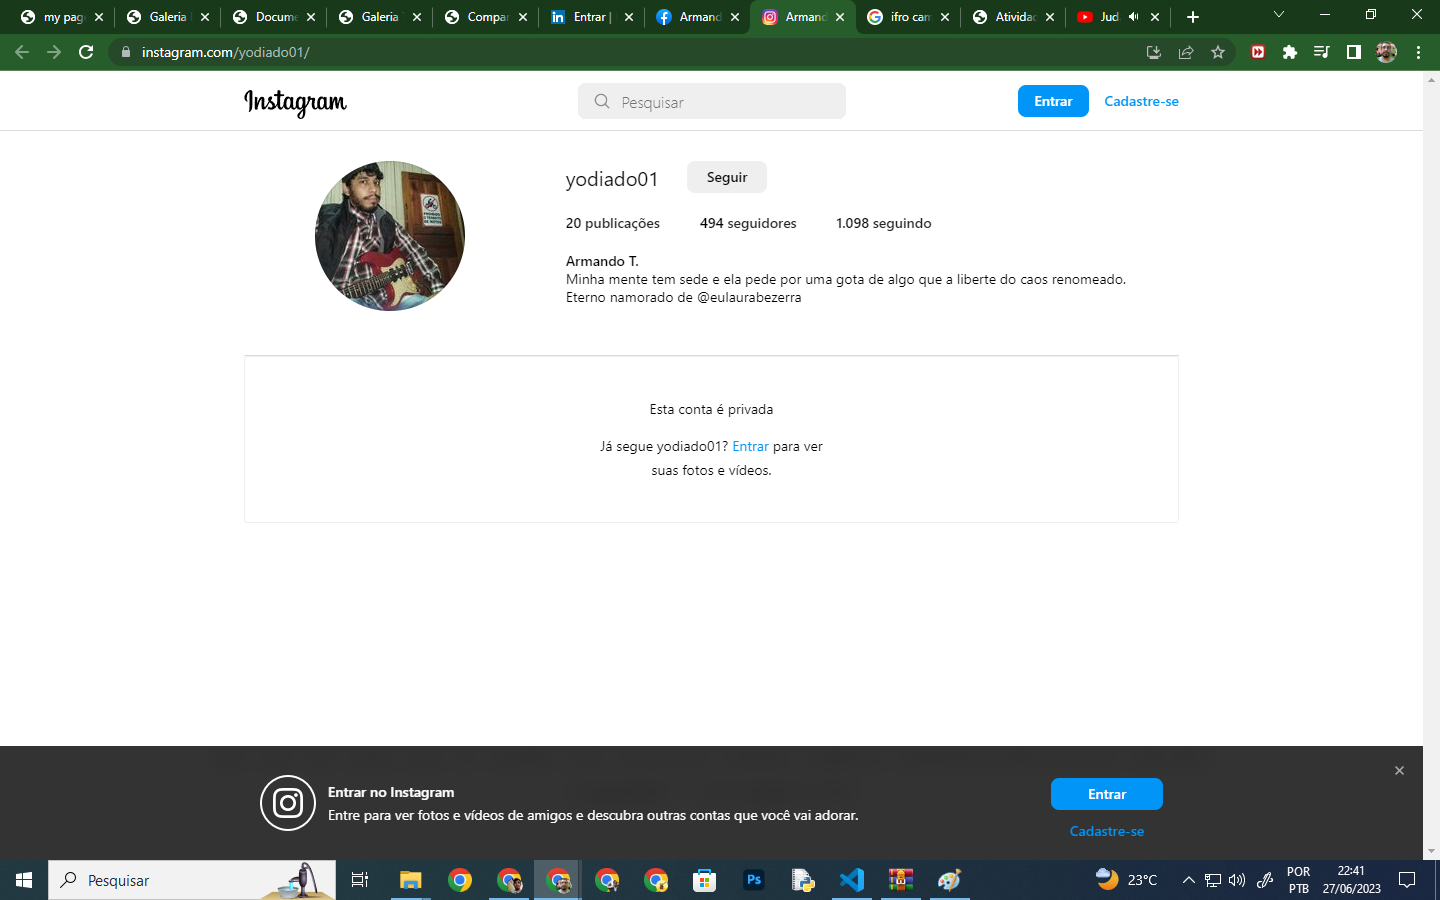 my pag
Galeria
Docume
Galeria
Compar
Entrar |
Armand
Armand
ifro cam
Atividad
Jud
instagram.com/yodiado01/
Instagram
Pesquisar
Entrar
Cadastre-se
yodiado01
Seguir
20 publicações
494 seguidores
1.098 seguindo
Armando T.
Minha mente tem sede e ela pede por uma gota de algo que a liberte do caos renomeado.
Eterno namorado de @eulaurabezerra
Esta conta é privada
Já segue yodiado01? Entrar para ver
suas fotos e vídeos.
Entrar no Instagram
Entre para ver fotos e vídeos de amigos e descubra outras contas que você vai adorar.
Entrar
Cadastre-se
Pesquisar
Ps
23°C
POR
PTB
22:41
27/06/2023